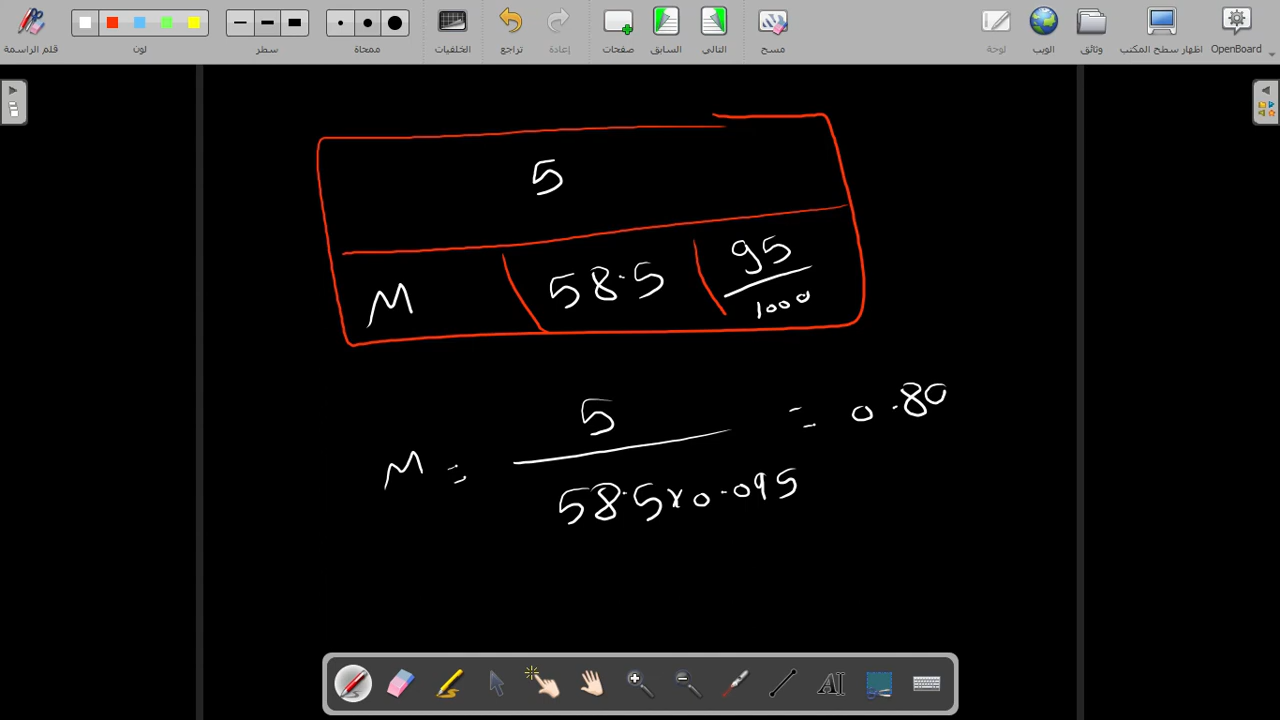 قلم الراسمة
لون
سطر
ممحاة
الخلفيات
تراجع
إعادة
صفحات
السابق
التالي
مسح
لوحة
الويب
وثائق
اظهار سطح المكتب
OpenBoard
5
M 58.5 95/1000
M = 5/(58.5x0.095) = 0.80
AI